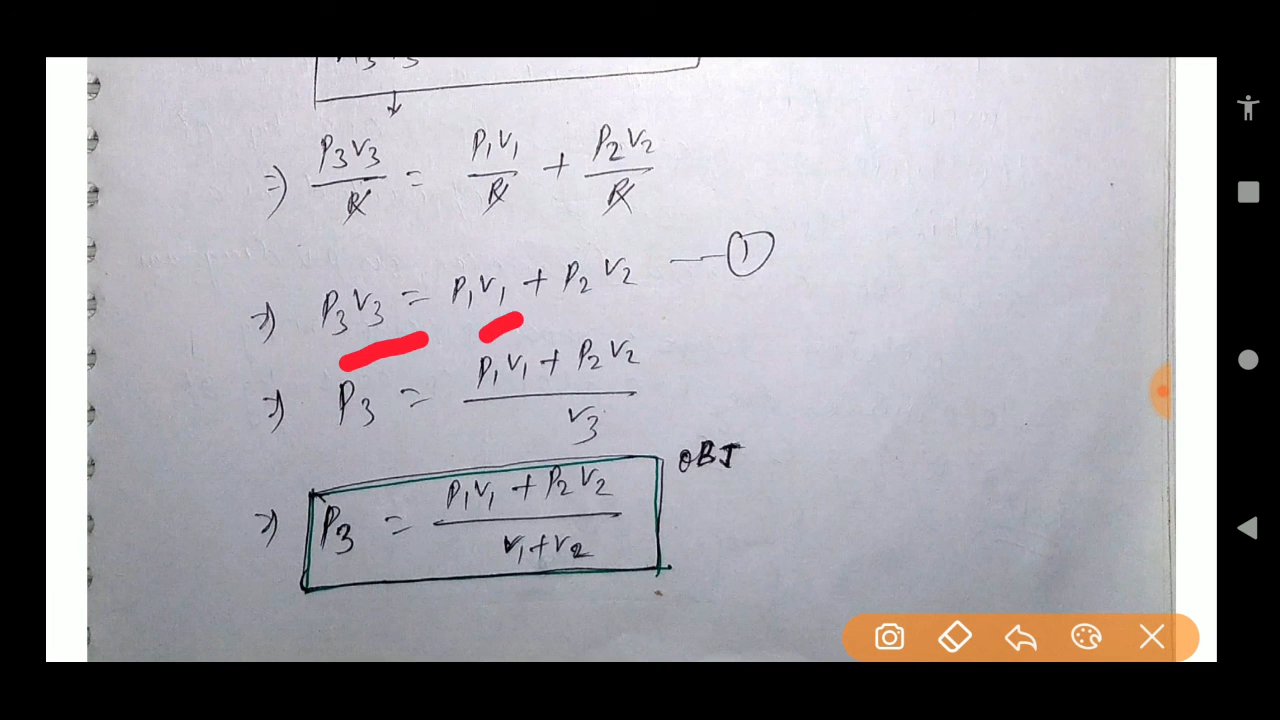 =) P3V3/R = P1V1/R + P2V2/R
=) P3V3 = P1V1 + P2V2 —①
=) P3 = P1V1 + P2V2 / V3
OBJ
=) P3 = P1V1 + P2V2 / V1+V2